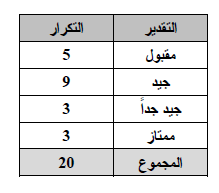 التقدير التكرار
مقبول 5
جيد 9
جيد جداً 3
ممتاز 3
المجموع 20